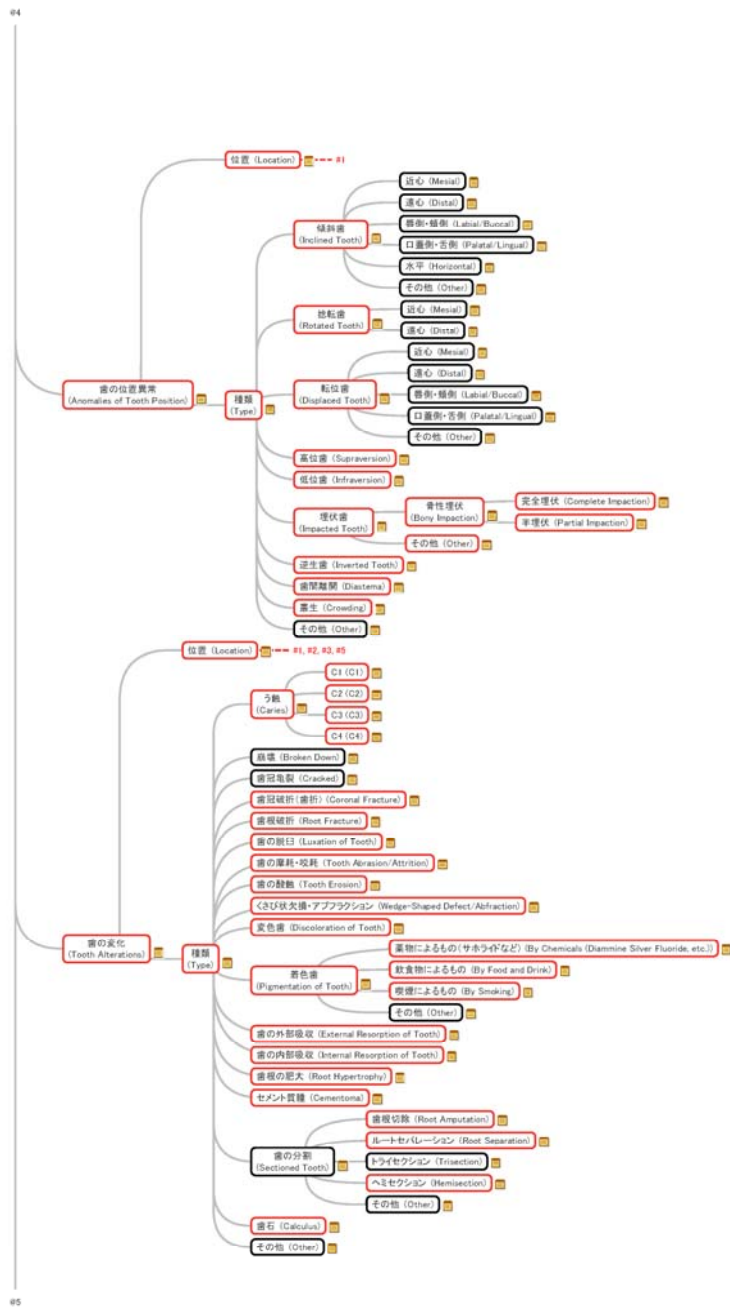 #4
位置 (Location)
#1
近心 (Mesial)
遠心 (Distal)
傾斜歯
(Inclined Tooth)
唇側・頬側 (Labial/Buccal)
口蓋側・舌側 (Palatal/Lingual)
水平 (Horizontal)
その他 (Other)
捻転歯
(Rotated Tooth)
近心 (Mesial)
遠心 (Distal)
歯の位置異常
(Anomalies of Tooth Position)
種類
(Type)
転位歯
(Displaced Tooth)
近心 (Mesial)
遠心 (Distal)
唇側・頬側 (Labial/Buccal)
口蓋側・舌側 (Palatal/Lingual)
その他 (Other)
高位歯 (Supraversion)
低位歯 (Infraversion)
埋伏歯
(Impacted Tooth)
骨性埋伏
(Bony Impaction)
完全埋伏 (Complete Impaction)
半埋伏 (Partial Impaction)
その他 (Other)
逆生歯 (Inverted Tooth)
歯間離開 (Diastema)
叢生 (Crowding)
その他 (Other)
位置 (Location)
#1, #2, #3, #5
う蝕
(Caries)
C1 (C1)
C2 (C2)
C3 (C3)
C4 (C4)
崩壊 (Broken Down)
歯冠亀裂 (Cracked)
歯冠破折(歯折) (Coronal Fracture)
歯根破折 (Root Fracture)
歯の脱臼 (Luxation of Tooth)
歯の摩耗・咬耗 (Tooth Abrasion/Attrition)
歯の酸蝕 (Tooth Erosion)
くさび状欠損・アブフラクション (Wedge-Shaped Defect/Abfraction)
変色歯 (Discoloration of Tooth)
歯の変化
(Tooth Alterations)
種類
(Type)
着色歯
(Pigmentation of Tooth)
薬物によるもの(サホライドなど) (By Chemicals (Diammine Silver Fluoride, etc.))
飲食物によるもの (By Food and Drink)
喫煙によるもの (By Smoking)
その他 (Other)
歯の外部吸収 (External Resorption of Tooth)
歯の内部吸収 (Internal Resorption of Tooth)
歯根の肥大 (Root Hypertrophy)
セメント質腫 (Cementoma)
歯の分割
(Sectioned Tooth)
歯根切除 (Root Amputation)
ルートセパレーション (Root Separation)
トライセクション (Trisection)
ヘミセクション (Hemisection)
その他 (Other)
歯石 (Calculus)
その他 (Other)
#5